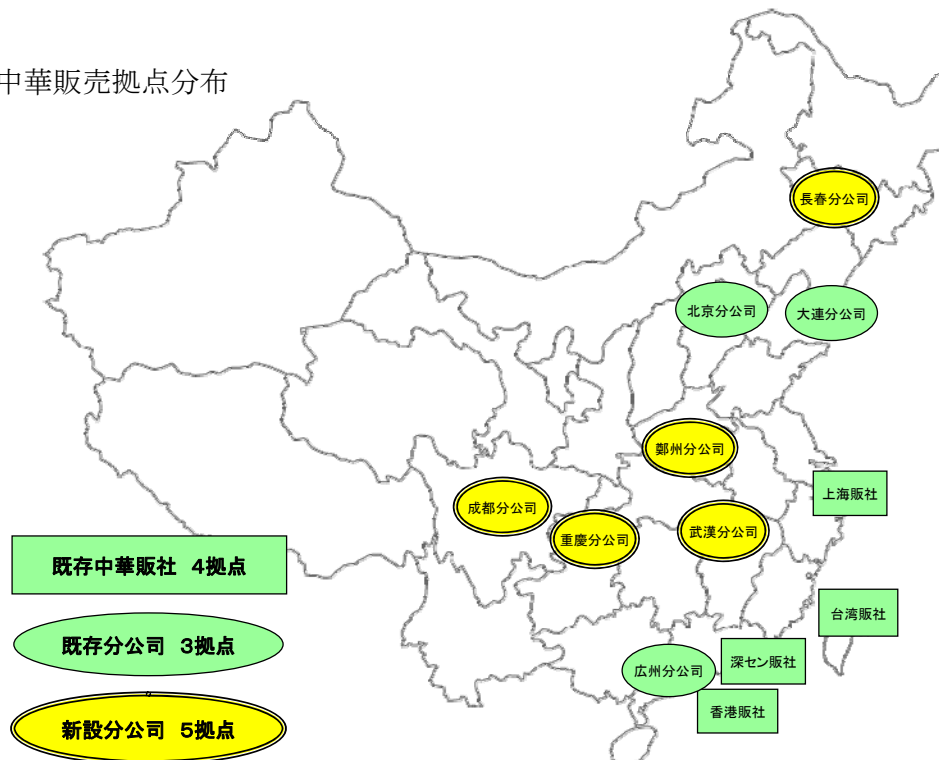 中華販売拠点分布
長春分公司
北京分公司
大連分公司
鄭州分公司
上海販社
成都分公司
武漢分公司
重慶分公司
既存中華販社 4拠点
台湾販社
既存分公司 3拠点
広州分公司
深セン販社
香港販社
新設分公司 5拠点